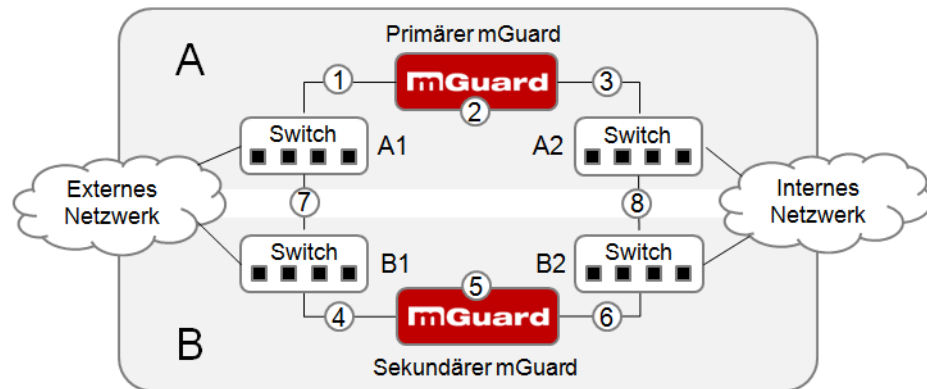 A
Primärer mGuard
1
mGuard
3
2
Switch
A1
A2
Switch
Externes
Netzwerk
7
8
Internes
Netzwerk
Switch
B1
B2
Switch
5
4
mGuard
6
B
Sekundärer mGuard